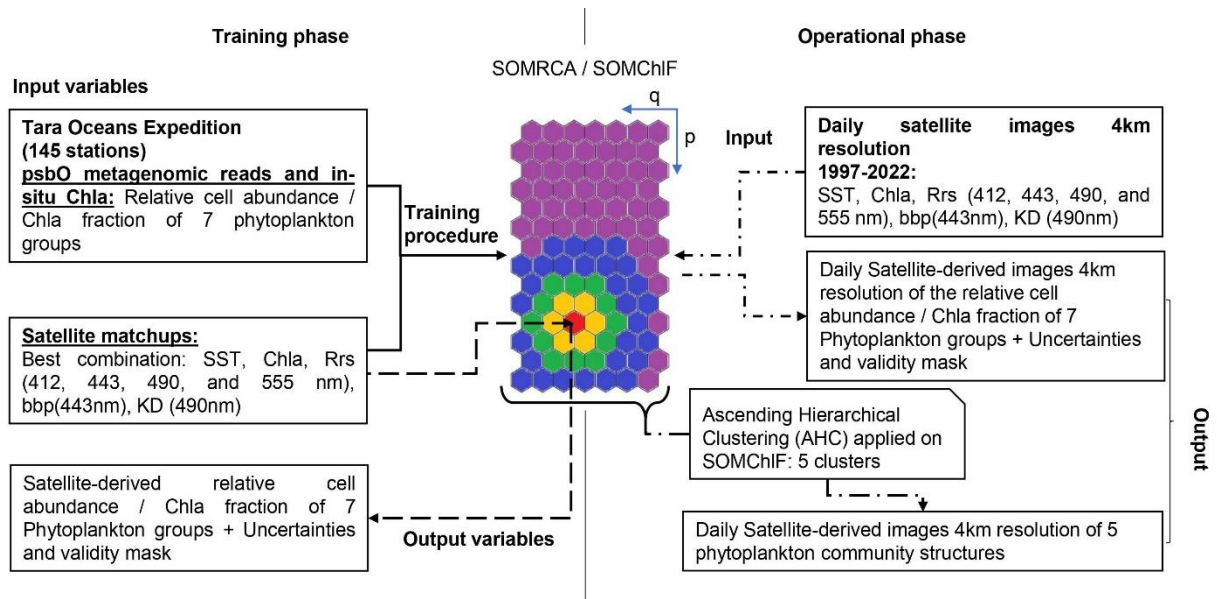 Training phase
Operational phase
SOMRCA / SOMChlF
Input variables
Tara Oceans Expedition
(145 stations)
psbO metagenomic reads and in-
situ Chla: Relative cell abundance /
Chla fraction of 7 phytoplankton
groups
Training
procedure
Satellite matchups:
Best combination: SST, Chla, Rrs
(412, 443, 490, and 555 nm),
bbp(443nm), KD (490nm)
Satellite-derived relative cell
abundance / Chla fraction of 7
Phytoplankton groups + Uncertainties
and validity mask
Output variables
q
p
Input
Daily satellite images 4km
resolution
1997-2022:
SST, Chla, Rrs (412, 443, 490, and
555 nm), bbp(443nm), KD (490nm)
Daily Satellite-derived images 4km
resolution of the relative cell
abundance / Chla fraction of 7
Phytoplankton groups + Uncertainties
and validity mask
Ascending Hierarchical
Clustering (AHC) applied on
SOMChlF: 5 clusters
Daily Satellite-derived images 4km resolution of 5
phytoplankton community structures
Output